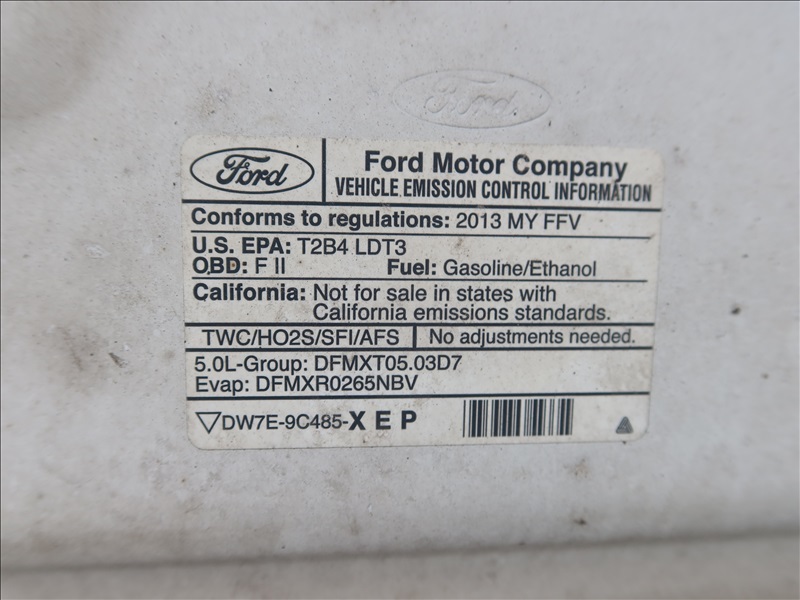 Ford
Ford
Ford Motor Company
VEHICLE EMISSION CONTROL INFORMATION
Conforms to regulations: 2013 MY FFV
U.S. EPA: T2B4 LDT3
OBD: F II Fuel: Gasoline/Ethanol
California: Not for sale in states with
California emissions standards.
TWC/HO2S/SFI/AFS No adjustments needed.
5.0L-Group: DFMXT05.03D7
Evap: DFMXR0265NBV
DW7E-9C485-XEP